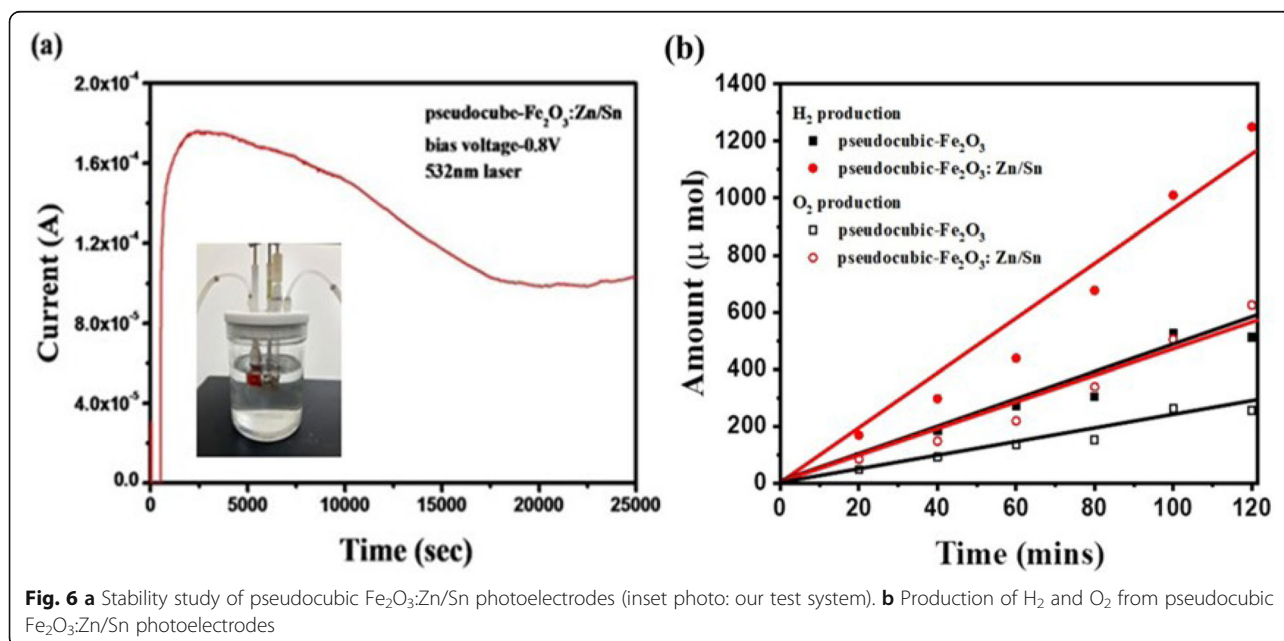 (a)
2.0x10⁻⁴
1.6x10⁻⁴
1.2x10⁻⁴
8.0x10⁻⁵
4.0x10⁻⁵
0.0
Current (A)
pseudocube-Fe₂O₃:Zn/Sn
bias voltage-0.8V
532nm laser
0 5000 10000 15000 20000 25000
Time (sec)
(b)
1400
1200
1000
800
600
400
200
0
Amount (μ mol)
H₂ production
pseudocubic-Fe₂O₃
pseudocubic-Fe₂O₃: Zn/Sn
O₂ production
pseudocubic-Fe₂O₃
pseudocubic-Fe₂O₃: Zn/Sn
20 40 60 80 100 120
Time (mins)
Fig. 6 a Stability study of pseudocubic Fe₂O₃:Zn/Sn photoelectrodes (inset photo: our test system). b Production of H₂ and O₂ from pseudocubic
Fe₂O₃:Zn/Sn photoelectrodes